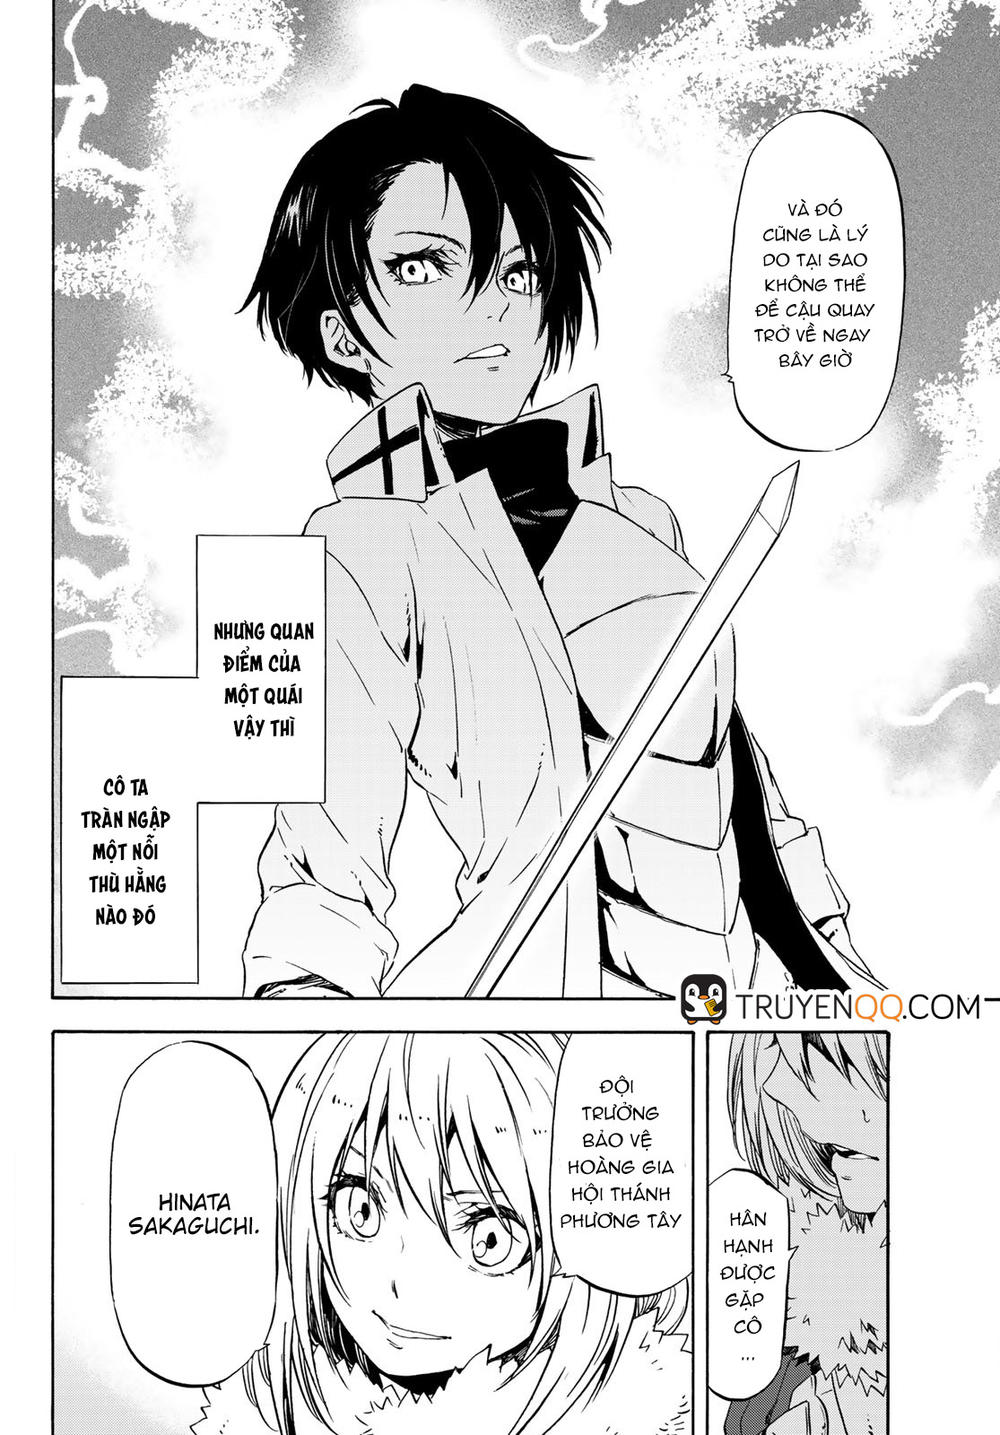 VÀ ĐÓ
CŨNG LÀ LÝ
DO TẠI SAO
KHÔNG THỂ
ĐỂ CẬU QUAY
TRỞ VỀ NGAY
BÂY GIỜ
NHƯNG QUAN
ĐIỂM CỦA
MỘT QUÁI
VẬY THÌ
CÔ TA
TRÀN NGẬP
MỘT NỖI
THÙ HẰNG
NÀO ĐÓ
TRUYENQQ.COM
HÂN
HẠNH
ĐƯỢC
GẶP
CÔ
...
ĐỘI
TRƯỞNG
BẢO VỆ
HOÀNG GIA
HỘI THÁNH
PHƯƠNG TÂY
HINATA
SAKAGUCHI.